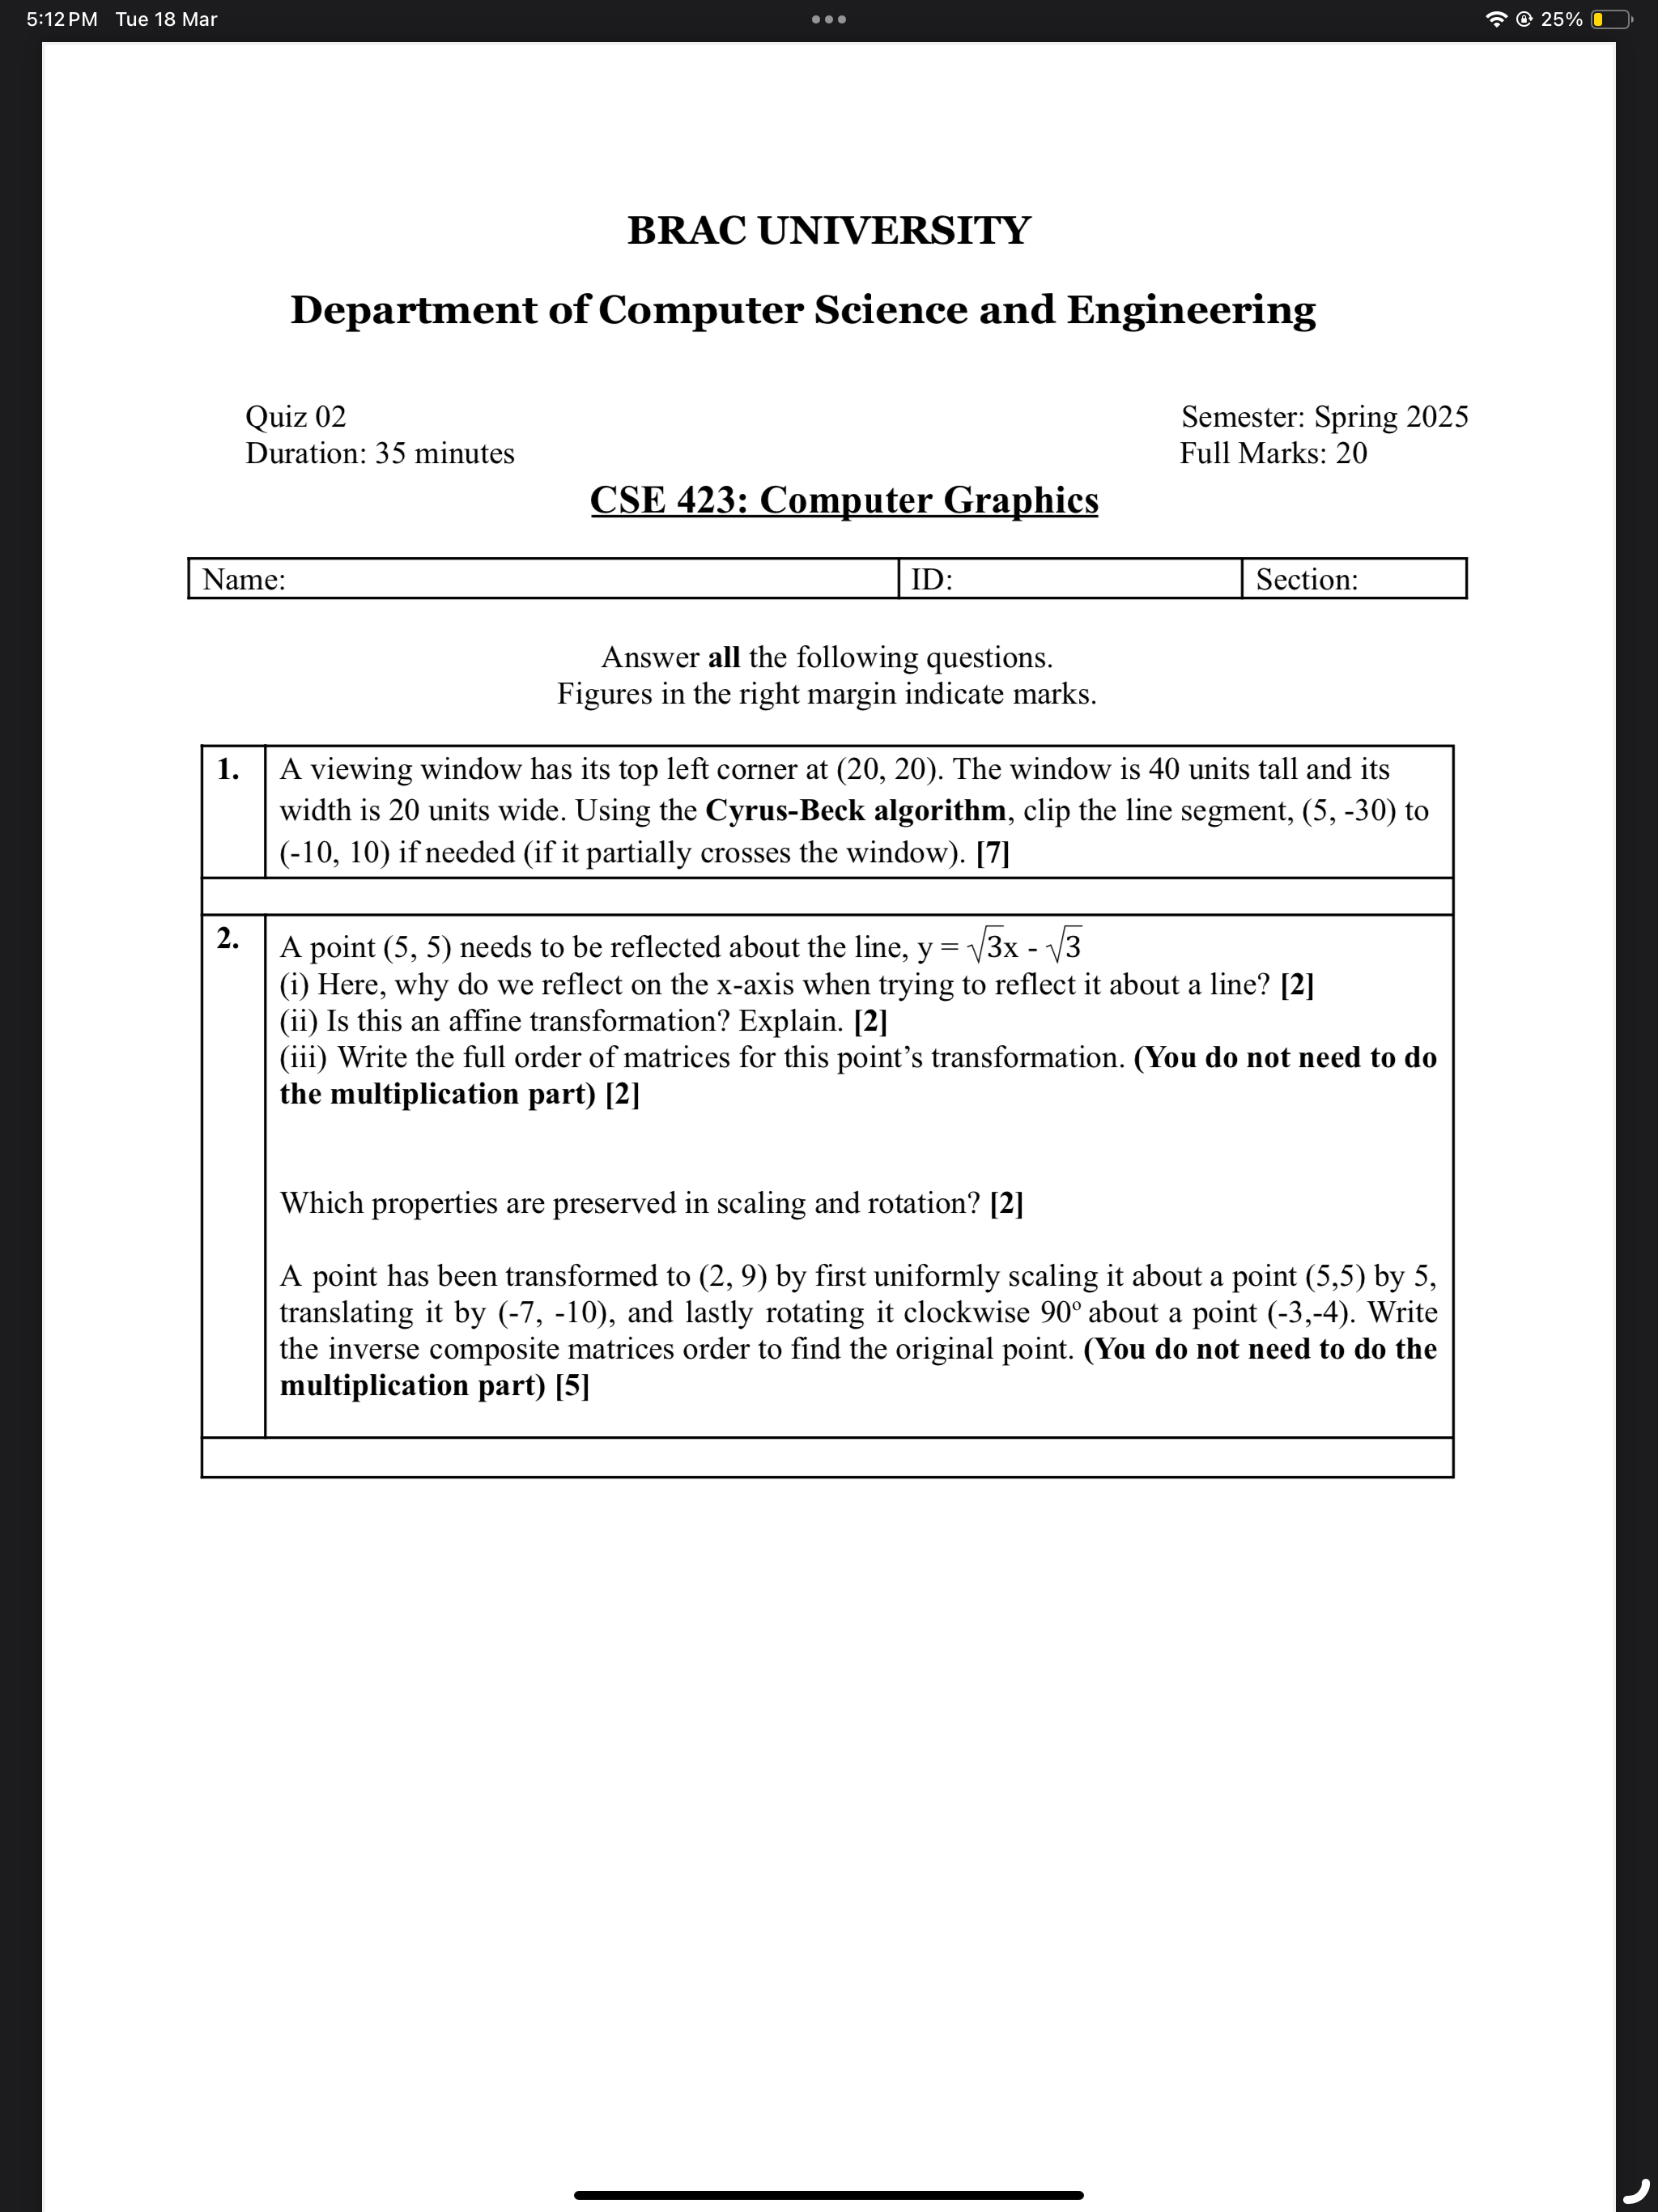 5:12 PM Tue 18 Mar
25%
BRAC UNIVERSITY
Department of Computer Science and Engineering
Quiz 02 Semester: Spring 2025
Duration: 35 minutes Full Marks: 20
CSE 423: Computer Graphics
Name: ID: Section:
Answer all the following questions.
Figures in the right margin indicate marks.
1. A viewing window has its top left corner at (20, 20). The window is 40 units tall and its
width is 20 units wide. Using the Cyrus-Beck algorithm, clip the line segment, (5, -30) to
(-10, 10) if needed (if it partially crosses the window). [7]
2. A point (5, 5) needs to be reflected about the line, y = √3x - √3
(i) Here, why do we reflect on the x-axis when trying to reflect it about a line? [2]
(ii) Is this an affine transformation? Explain. [2]
(iii) Write the full order of matrices for this point’s transformation. (You do not need to do
the multiplication part) [2]
Which properties are preserved in scaling and rotation? [2]
A point has been transformed to (2, 9) by first uniformly scaling it about a point (5,5) by 5,
translating it by (-7, -10), and lastly rotating it clockwise 90º about a point (-3,-4). Write
the inverse composite matrices order to find the original point. (You do not need to do the
multiplication part) [5]